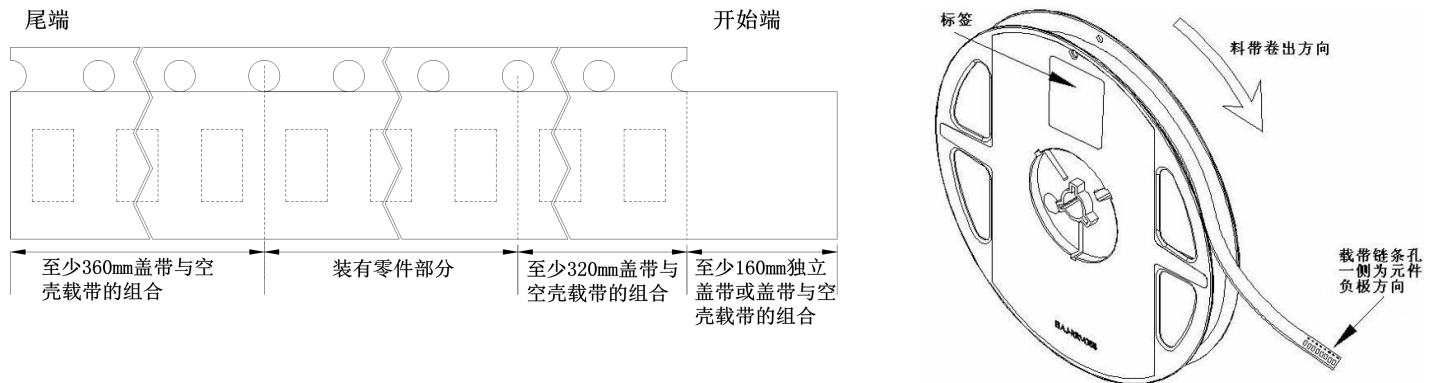 尾端
开始端
至少360mm盖带与空
壳载带的组合
装有零件部分
至少320mm盖带与
空壳载带的组合
至少160mm独立
盖带或盖带与空
壳载带的组合
标签
料带卷出方向
载带链条孔
一侧为元件
负极方向